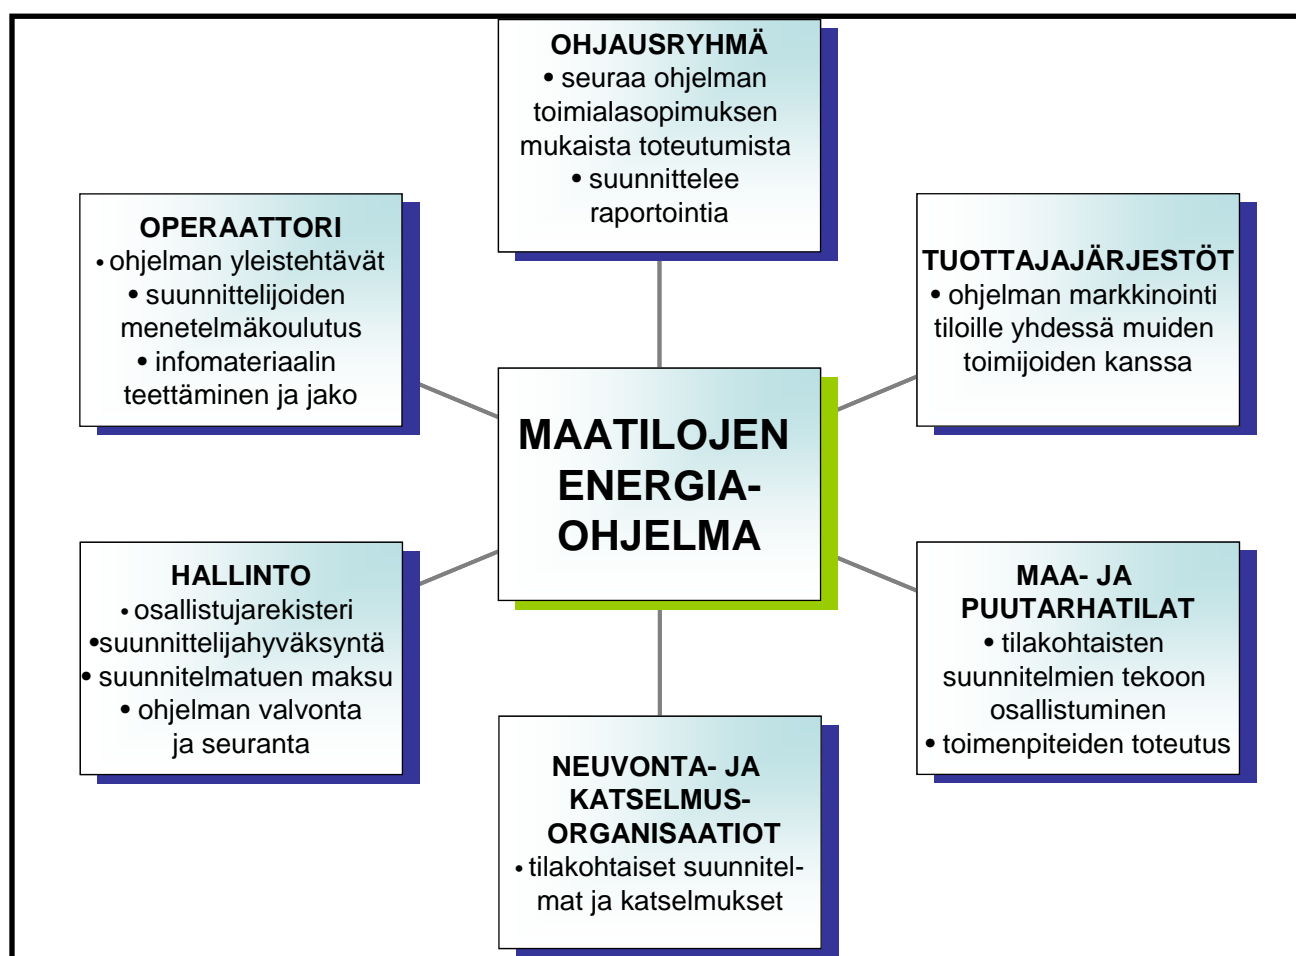 OHJAUSRYHMÄ
• seuraa ohjelman
toimialasopimuksen
mukaista toteutumista
• suunnittelee
raportointia
OPERAATTORI
• ohjelman yleistehtävät
• suunnittelijoiden
menetelmäkoulutus
• infomateriaalin
teettäminen ja jako
TUOTTAJAJÄRJESTÖT
• ohjelman markkinointi
tiloille yhdessä muiden
toimijoiden kanssa
MAATILOJEN
ENERGIA-
OHJELMA
HALLINTO
• osallistujarekisteri
•suunnittelijahyväksyntä
• suunnitelmatuen maksu
• ohjelman valvonta
ja seuranta
MAA- JA
PUUTARHATILAT
• tilakohtaisten
suunnitelmien tekoon
osallistuminen
• toimenpiteiden toteutus
NEUVONTA- JA
KATSELMUS-
ORGANISAATIOT
• tilakohtaiset suunnitel-
mat ja katselmukset